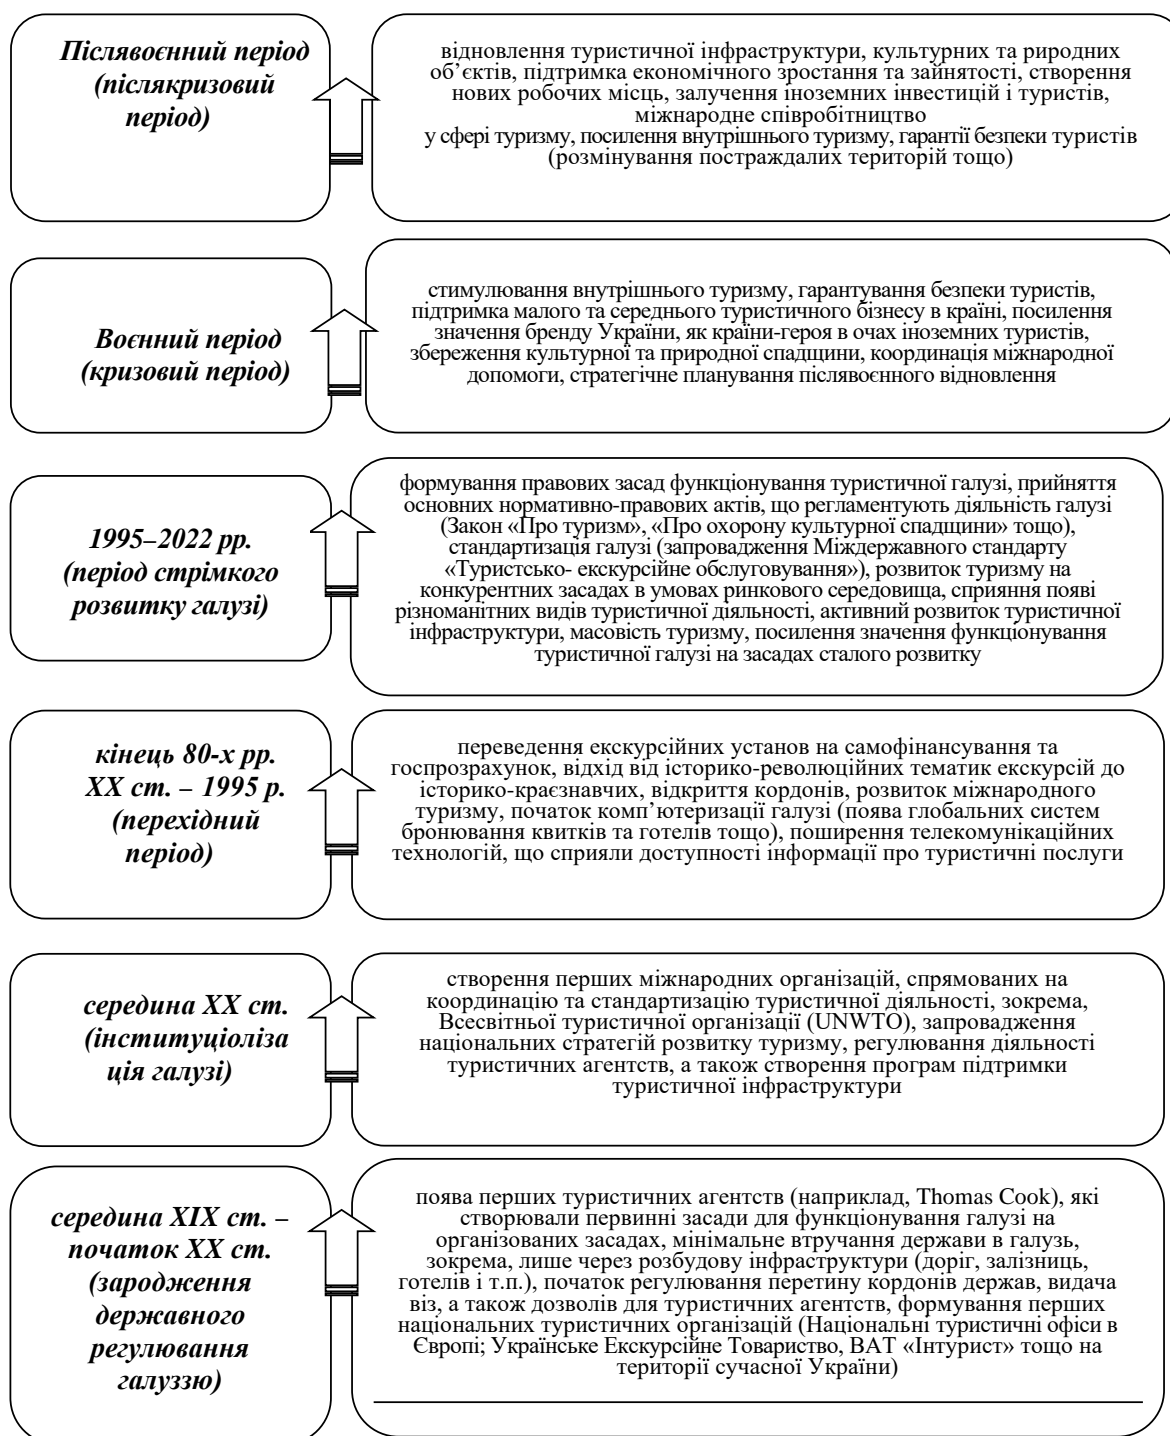 Післявоєнний період
(післякризовий
період)
відновлення туристичної інфраструктури, культурних та риродних
об’єктів, підтримка економічного зростання та зайнятості, створення
нових робочих місць, залучення іноземних інвестицій і туристів,
міжнародне співробітництво
у сфері туризму, посилення внутрішнього туризму, гарантії безпеки туристів
(розмінування постраждалих територій тощо)
Воєнний період
(кризовий період)
стимулювання внутрішнього туризму, гарантування безпеки туристів,
підтримка малого та середнього туристичного бізнесу в країні, посилення
значення бренду України, як країни-героя в очах іноземних туристів,
збереження культурної та природної спадщини, координація міжнародної
допомоги, стратегічне планування післявоєнного відновлення
1995–2022 рр.
(період стрімкого
розвитку галузі)
формування правових засад функціонування туристичної галузі, прийняття
основних нормативно-правових актів, що регламентують діяльність галузі
(Закон «Про туризм», «Про охорону культурної спадщини» тощо),
стандартизація галузі (запровадження Міждержавного стандарту
«Туристсько- екскурсійне обслуговування»), розвиток туризму на
конкурентних засадах в умовах ринкового середовища, сприяння появі
різноманітних видів туристичної діяльності, активний розвиток туристичної
інфраструктури, масовість туризму, посилення значення функціонування
туристичної галузі на засадах сталого розвитку
кінець 80-х рр.
ХХ ст. – 1995 р.
(перехідний
період)
переведення екскурсійних установ на самофінансування та
госпрозрахунок, відхід від історико-революційних тематик екскурсій до
історико-краєзнавчих, відкриття кордонів, розвиток міжнародного
туризму, початок комп’ютеризації галузі (поява глобальних систем
бронювання квитків та готелів тощо), поширення телекомунікаційних
технологій, що сприяли доступності інформації про туристичні послуги
середина ХХ ст.
(інституціоліза
ція галузі)
створення перших міжнародних організацій, спрямованих на
координацію та стандартизацію туристичної діяльності, зокрема,
Всесвітньої туристичної організації (UNWTO), запровадження
національних стратегій розвитку туризму, регулювання діяльності
туристичних агентств, а також створення програм підтримки
туристичної інфраструктури
середина ХІХ ст. –
початок ХХ ст.
(зародження
державного
регулювання
галуззю)
поява перших туристичних агентств (наприклад, Thomas Cook), які
створювали первинні засади для функціонування галузі на
організованих засадах, мінімальне втручання держави в галузь,
зокрема, лише через розбудову інфраструктури (доріг, залізниць,
готелів і т.п.), початок регулювання перетину кордонів держав, видача
віз, а також дозволів для туристичних агентств, формування перших
національних туристичних організацій (Національні туристичні офіси в
Європі; Українське Екскурсійне Товариство, ВАТ «Інтурист» тощо на
території сучасної України)